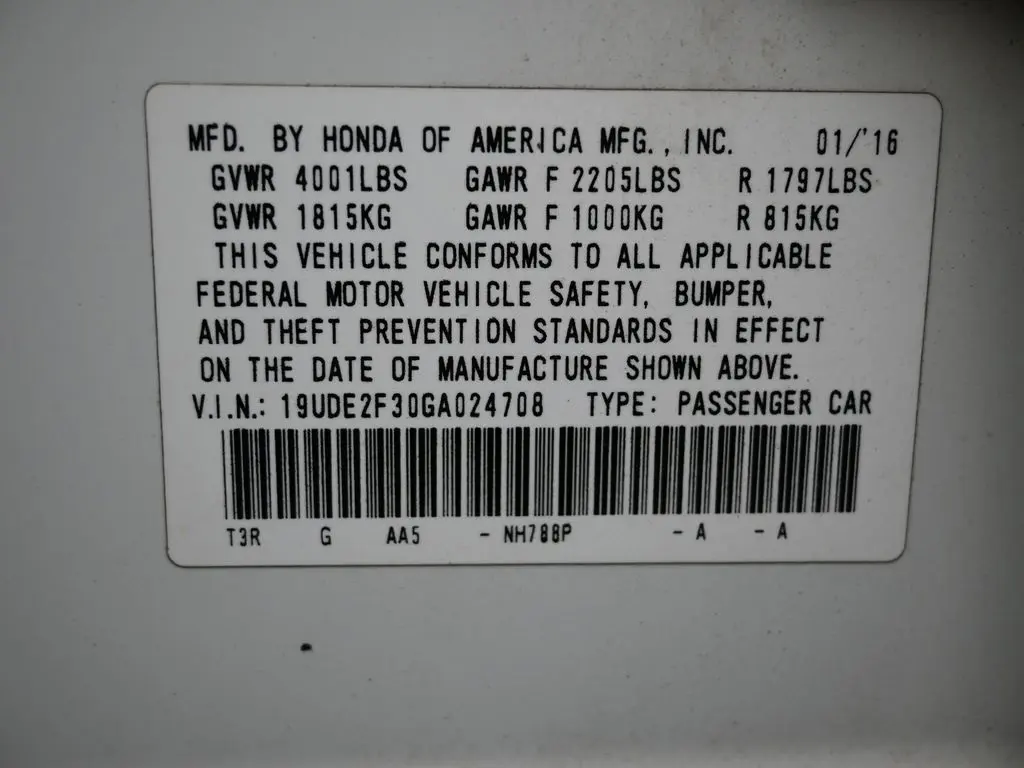 MFD. BY HONDA OF AMERICA MFG., INC. 01/'16
GVWR 4001LBS GAWR F 2205LBS R 1797LBS
GVWR 1815KG GAWR F 1000KG R 815KG
THIS VEHICLE CONFORMS TO ALL APPLICABLE
FEDERAL MOTOR VEHICLE SAFETY, BUMPER,
AND THEFT PREVENTION STANDARDS IN EFFECT
ON THE DATE OF MANUFACTURE SHOWN ABOVE.
V.I.N.: 19UDE2F30GA024708 TYPE: PASSENGER CAR
T3R G AA5 - NH788P - A - A